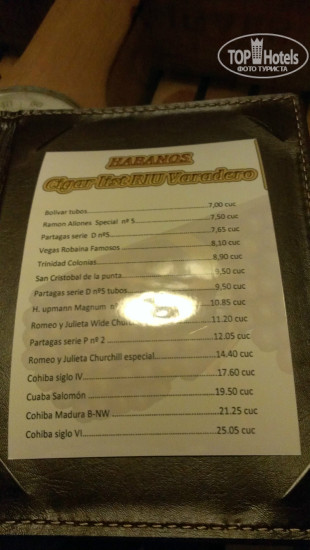 TOP Hotels
ФОТО ТУРИСТА
HABANOS
Cigar list RIU Varadero
Bolivar tubos 7,00 cuc
Ramon Allones Special nº 5 7,50 cuc
Partagas serie D nº5 7,65 cuc
Vegas Robaina Famosos 8,10 cuc
Trinidad Colonias 8,90 cuc
San Cristobal de la punta 9,50 cuc
Partagas serie D nº5 tubos 9,50 cuc
H. upmann Magnum 10.85 cuc
Romeo y Julieta Wide 11.20 cuc
Partagas serie P nº 2 12.05 cuc
Romeo y Julieta Churchill especial 14.40 cuc
Cohiba siglo IV 17.60 cuc
Cuaba Salomón 19.50 cuc
Cohiba Madura B-NW 21.25 cuc
Cohiba siglo VI 25.05 cuc